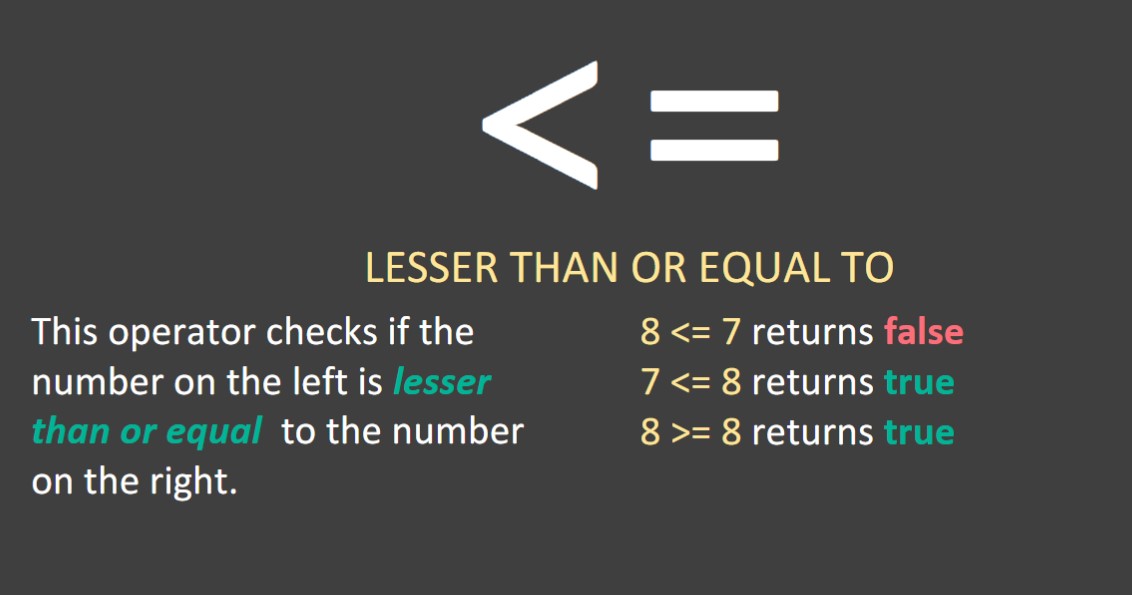 < =
LESSER THAN OR EQUAL TO
This operator checks if the
number on the left is lesser
than or equal to the number
on the right.
8 <= 7 returns false
7 <= 8 returns true
8 >= 8 returns true